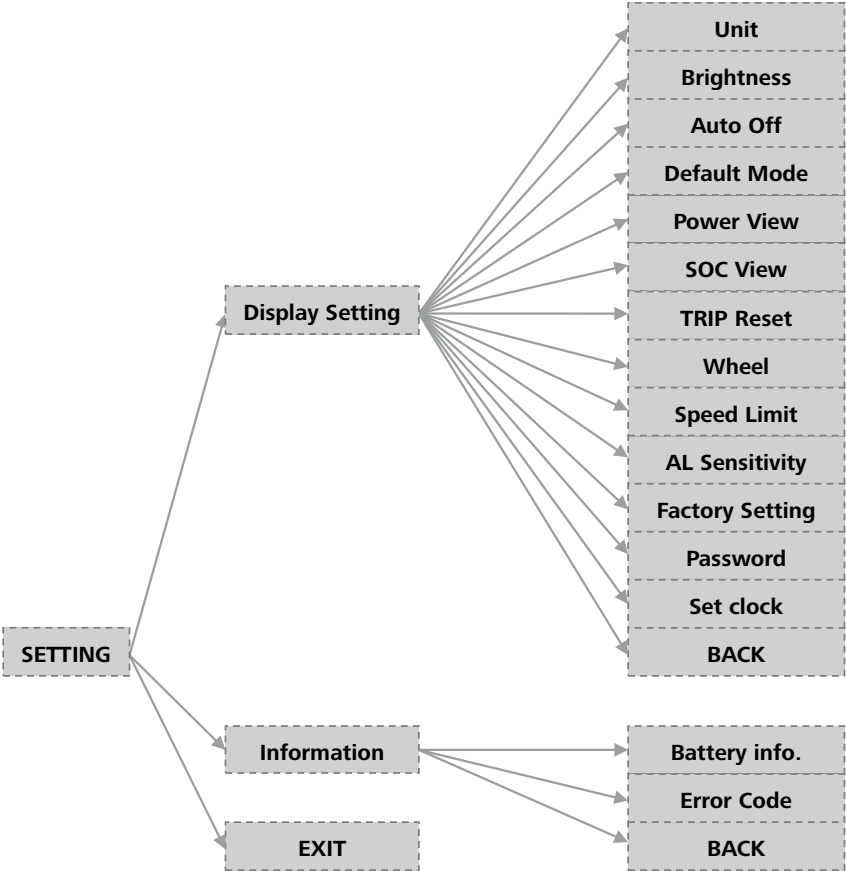 Unit
Brightness
Auto Off
Default Mode
Power View
SOC View
Display Setting
TRIP Reset
Wheel
Speed Limit
AL Sensitivity
Factory Setting
Password
Set clock
SETTING
BACK
Information
Battery info.
Error Code
EXIT
BACK